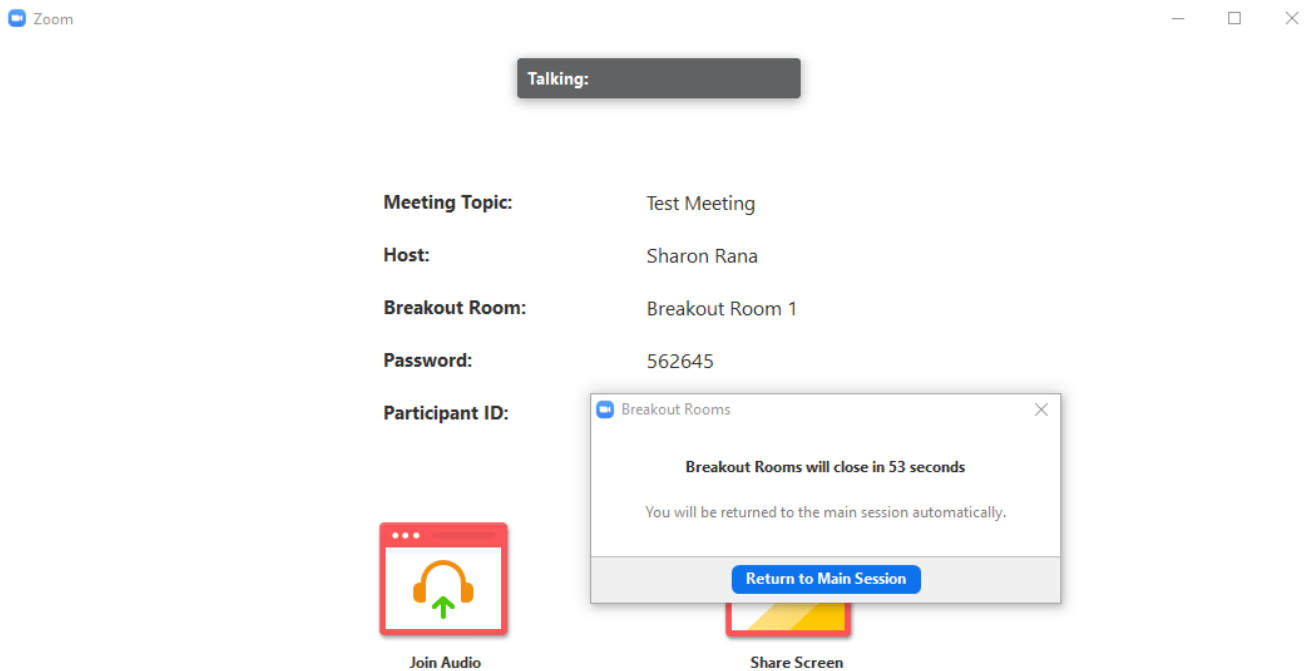 Zoom
Talking:
Meeting Topic: Test Meeting
Host: Sharon Rana
Breakout Room: Breakout Room 1
Password: 562645
Participant ID:
Breakout Rooms
Breakout Rooms will close in 53 seconds
You will be returned to the main session automatically.
Return to Main Session
Join Audio Share Screen